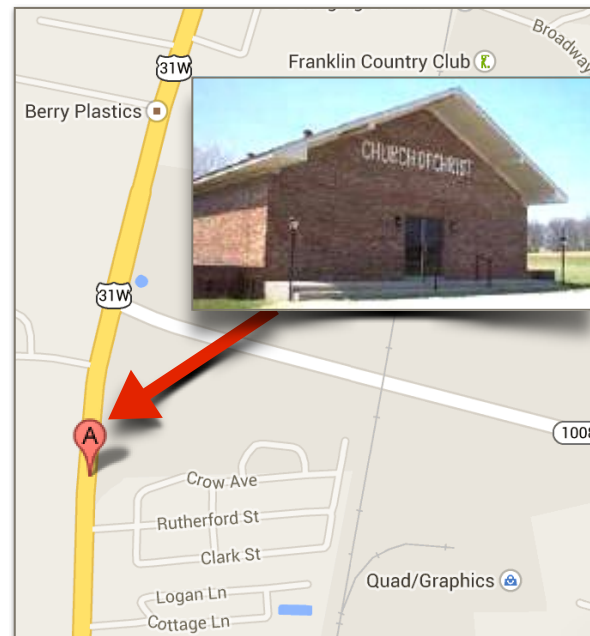 Broadway
31W
Franklin Country Club
Berry Plastics
CHURCH OF CHRIST
31W
A
1008
Crow Ave
Rutherford St
Clark St
Quad/Graphics
Logan Ln
Cottage Ln